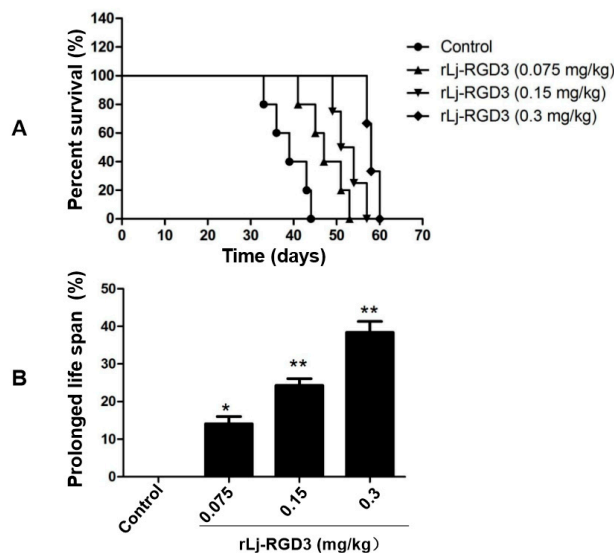 A
Percent survival (%)
140
120
100
80
60
40
20
0
0 10 20 30 40 50 60 70
Time (days)
Control
rLj-RGD3 (0.075 mg/kg)
rLj-RGD3 (0.15 mg/kg)
rLj-RGD3 (0.3 mg/kg)
B
Prolonged life span (%)
50
40
30
20
10
0
*
**
**
Control 0.075 0.15 0.3
rLj-RGD3 (mg/kg）